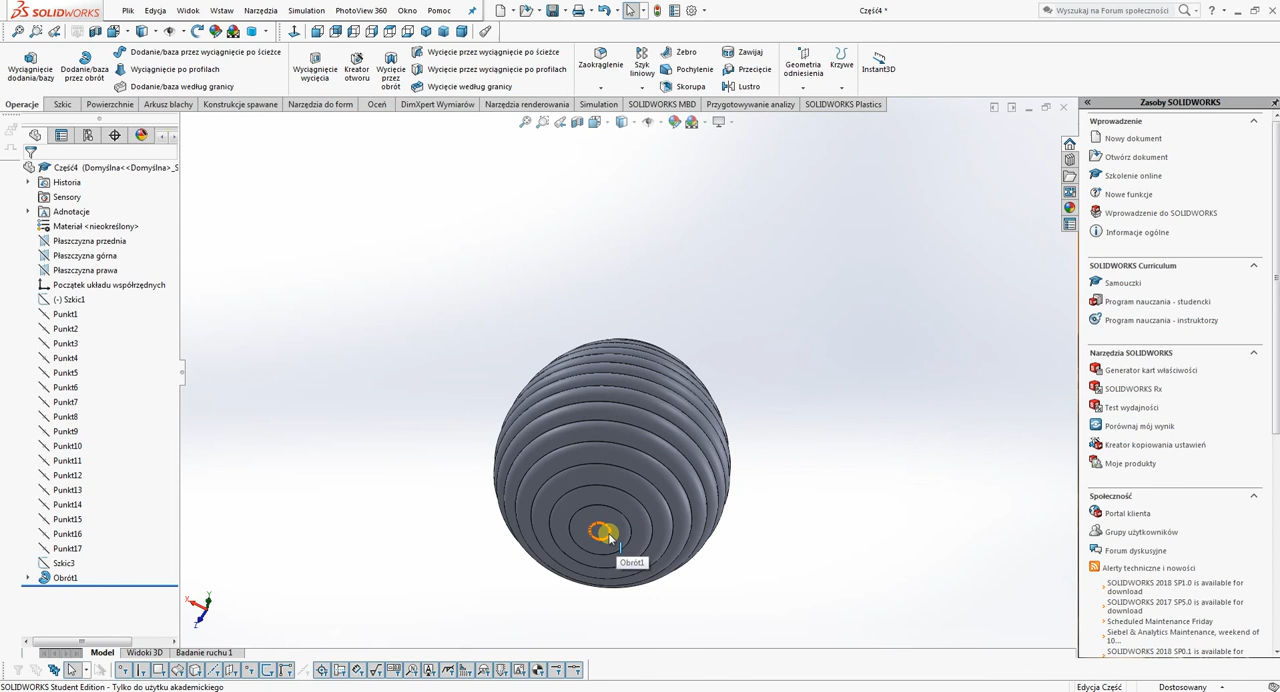 SOLIDWORKS
Plik Edycja Widok Wstaw Narzędzia Simulation PhotoView 360 Okno Pomoc
Część4 *
Wyszukaj na Forum społeczności
Wyciągnięcie dodania/bazy
Dodanie/baza przez obrót
Dodanie/baza przez wyciągnięcie po ścieżce
Wyciągnięcie po profilach
Dodanie/baza według granicy
Wyciągnięcie wycięcia
Kreator otworu
Wycięcie przez obrót
Wycięcie przez wyciągnięcie po ścieżce
Wycięcie przez wyciągnięcie po profilach
Wycięcie według granicy
Zaokrąglenie
Szyk liniowy
Żebro
Pochylenie
Skorupa
Zawijaj
Przecięcie
Lustro
Geometria odniesienia
Krzywe
Instant3D
Operacje Szkic Powierzchnie Arkusz blachy Konstrukcje spawane Narzędzia do form Oceń DimXpert Wymiarów Narzędzia renderowania Simulation SOLIDWORKS MBD Przygotowywanie analizy SOLIDWORKS Plastics
Część4 (Domyślna<<Domyślna>_S
Historia
Sensory
Adnotacje
Materiał <nieokreślony>
Płaszczyzna przednia
Płaszczyzna górna
Płaszczyzna prawa
Początek układu współrzędnych
(-) Szkic1
Punkt1
Punkt2
Punkt3
Punkt4
Punkt5
Punkt6
Punkt7
Punkt8
Punkt9
Punkt10
Punkt11
Punkt12
Punkt13
Punkt14
Punkt15
Punkt16
Punkt17
Szkic3
Obrót1
Obrót1
X Y Z
Zasoby SOLIDWORKS
Wprowadzenie
Nowy dokument
Otwórz dokument
Szkolenie online
Nowe funkcje
Wprowadzenie do SOLIDWORKS
Informacje ogólne
SOLIDWORKS Curriculum
Samouczki
Program nauczania - studencki
Program nauczania - instruktorzy
Narzędzia SOLIDWORKS
Generator kart właściwości
SOLIDWORKS Rx
Test wydajności
Porównaj mój wynik
Kreator kopiowania ustawień
Moje produkty
Społeczność
Portal klienta
Grupy użytkowników
Forum dyskusyjne
Alerty techniczne i nowości
SOLIDWORKS 2018 SP1.0 is available for
download
SOLIDWORKS 2017 SP5.0 is available for
download
Scheduled Maintenance Friday
Siebel & Analytics Maintenance, weekend of
10...
SOLIDWORKS 2018 SP0.1 is available for
Model Widoki 3D Badanie ruchu 1
SOLIDWORKS Student Edition - Tylko do użytku akademickiego
Edycja Część Dostosowany